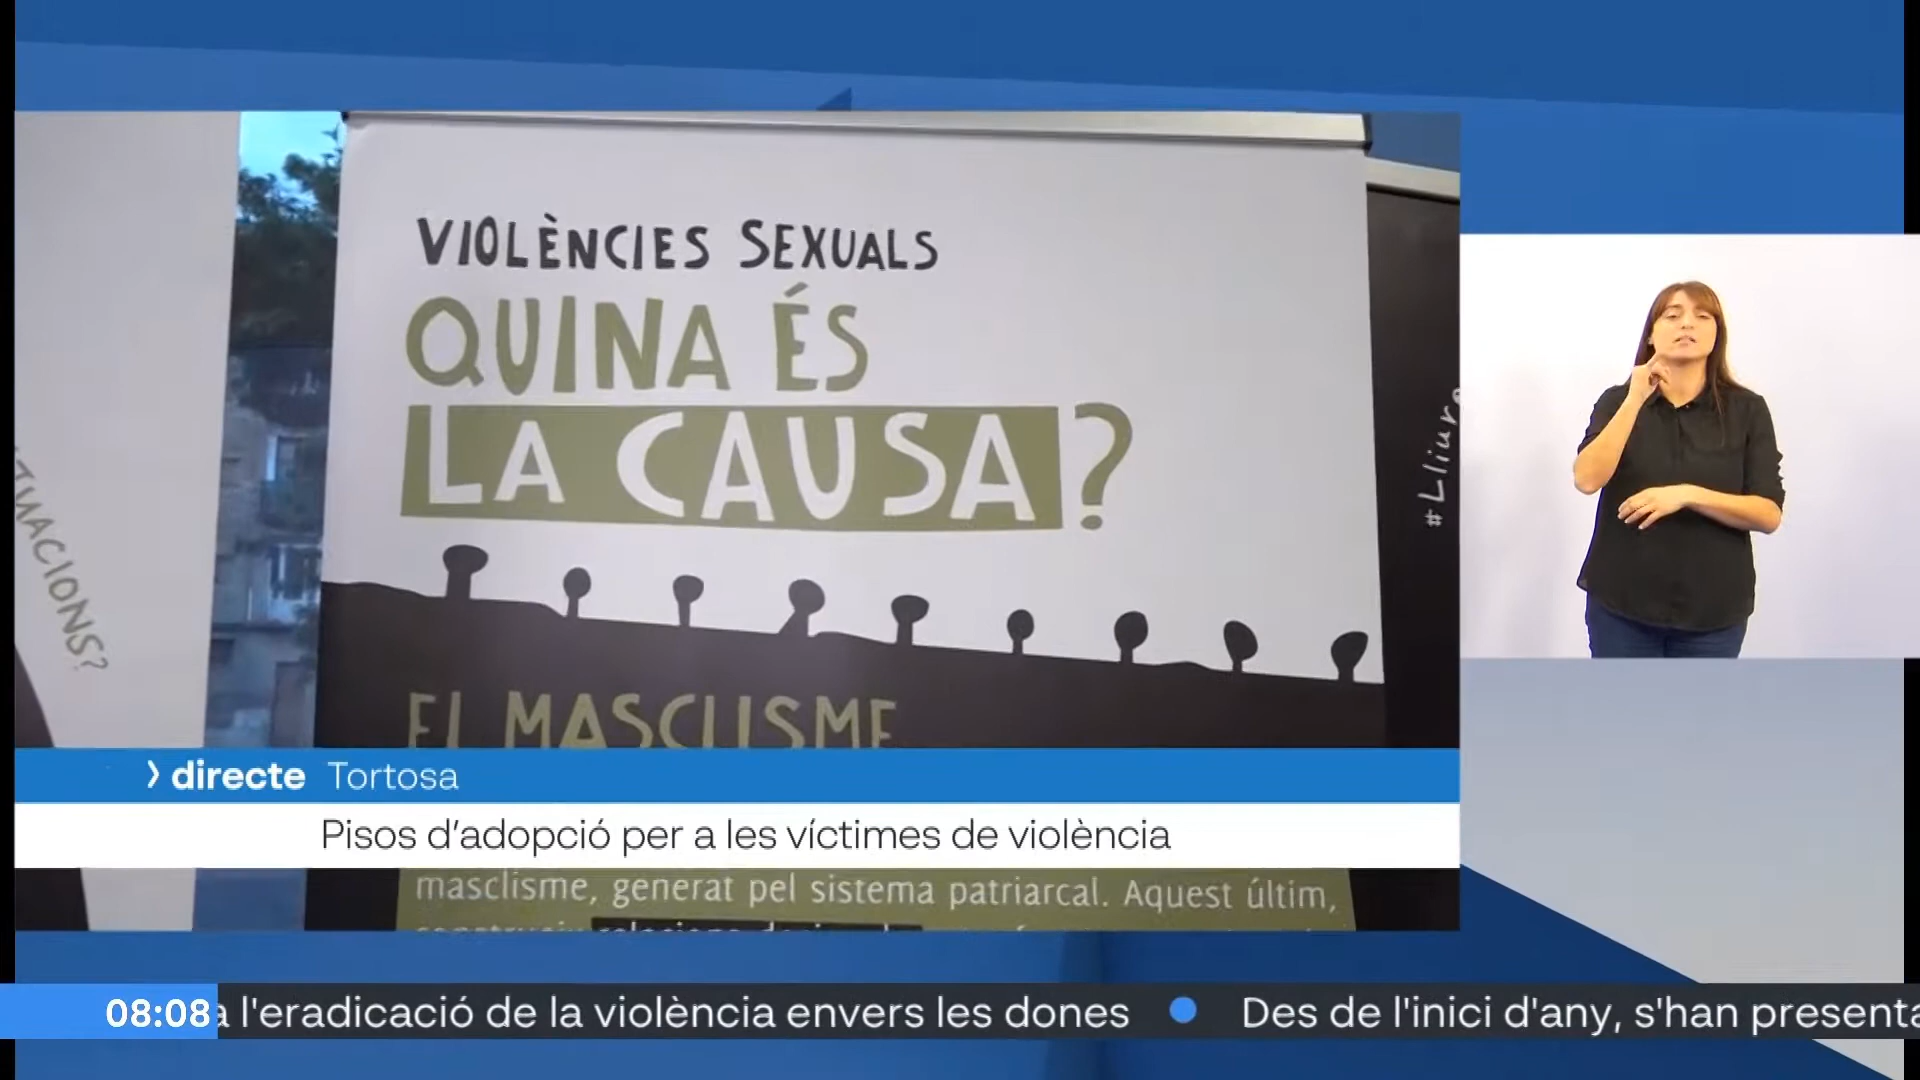 VIOLÈNCIES SEXUALS
QUINA ÉS
LA CAUSA?
#Lliure
TUACIONS?
EL MASCLISME
› directe Tortosa
Pisos d'adopció per a les víctimes de violència
masclisme, generat pel sistema patriarcal. Aquest últim,
08:08 a l'eradicació de la violència envers les dones ● Des de l'inici d'any, s'han presenta